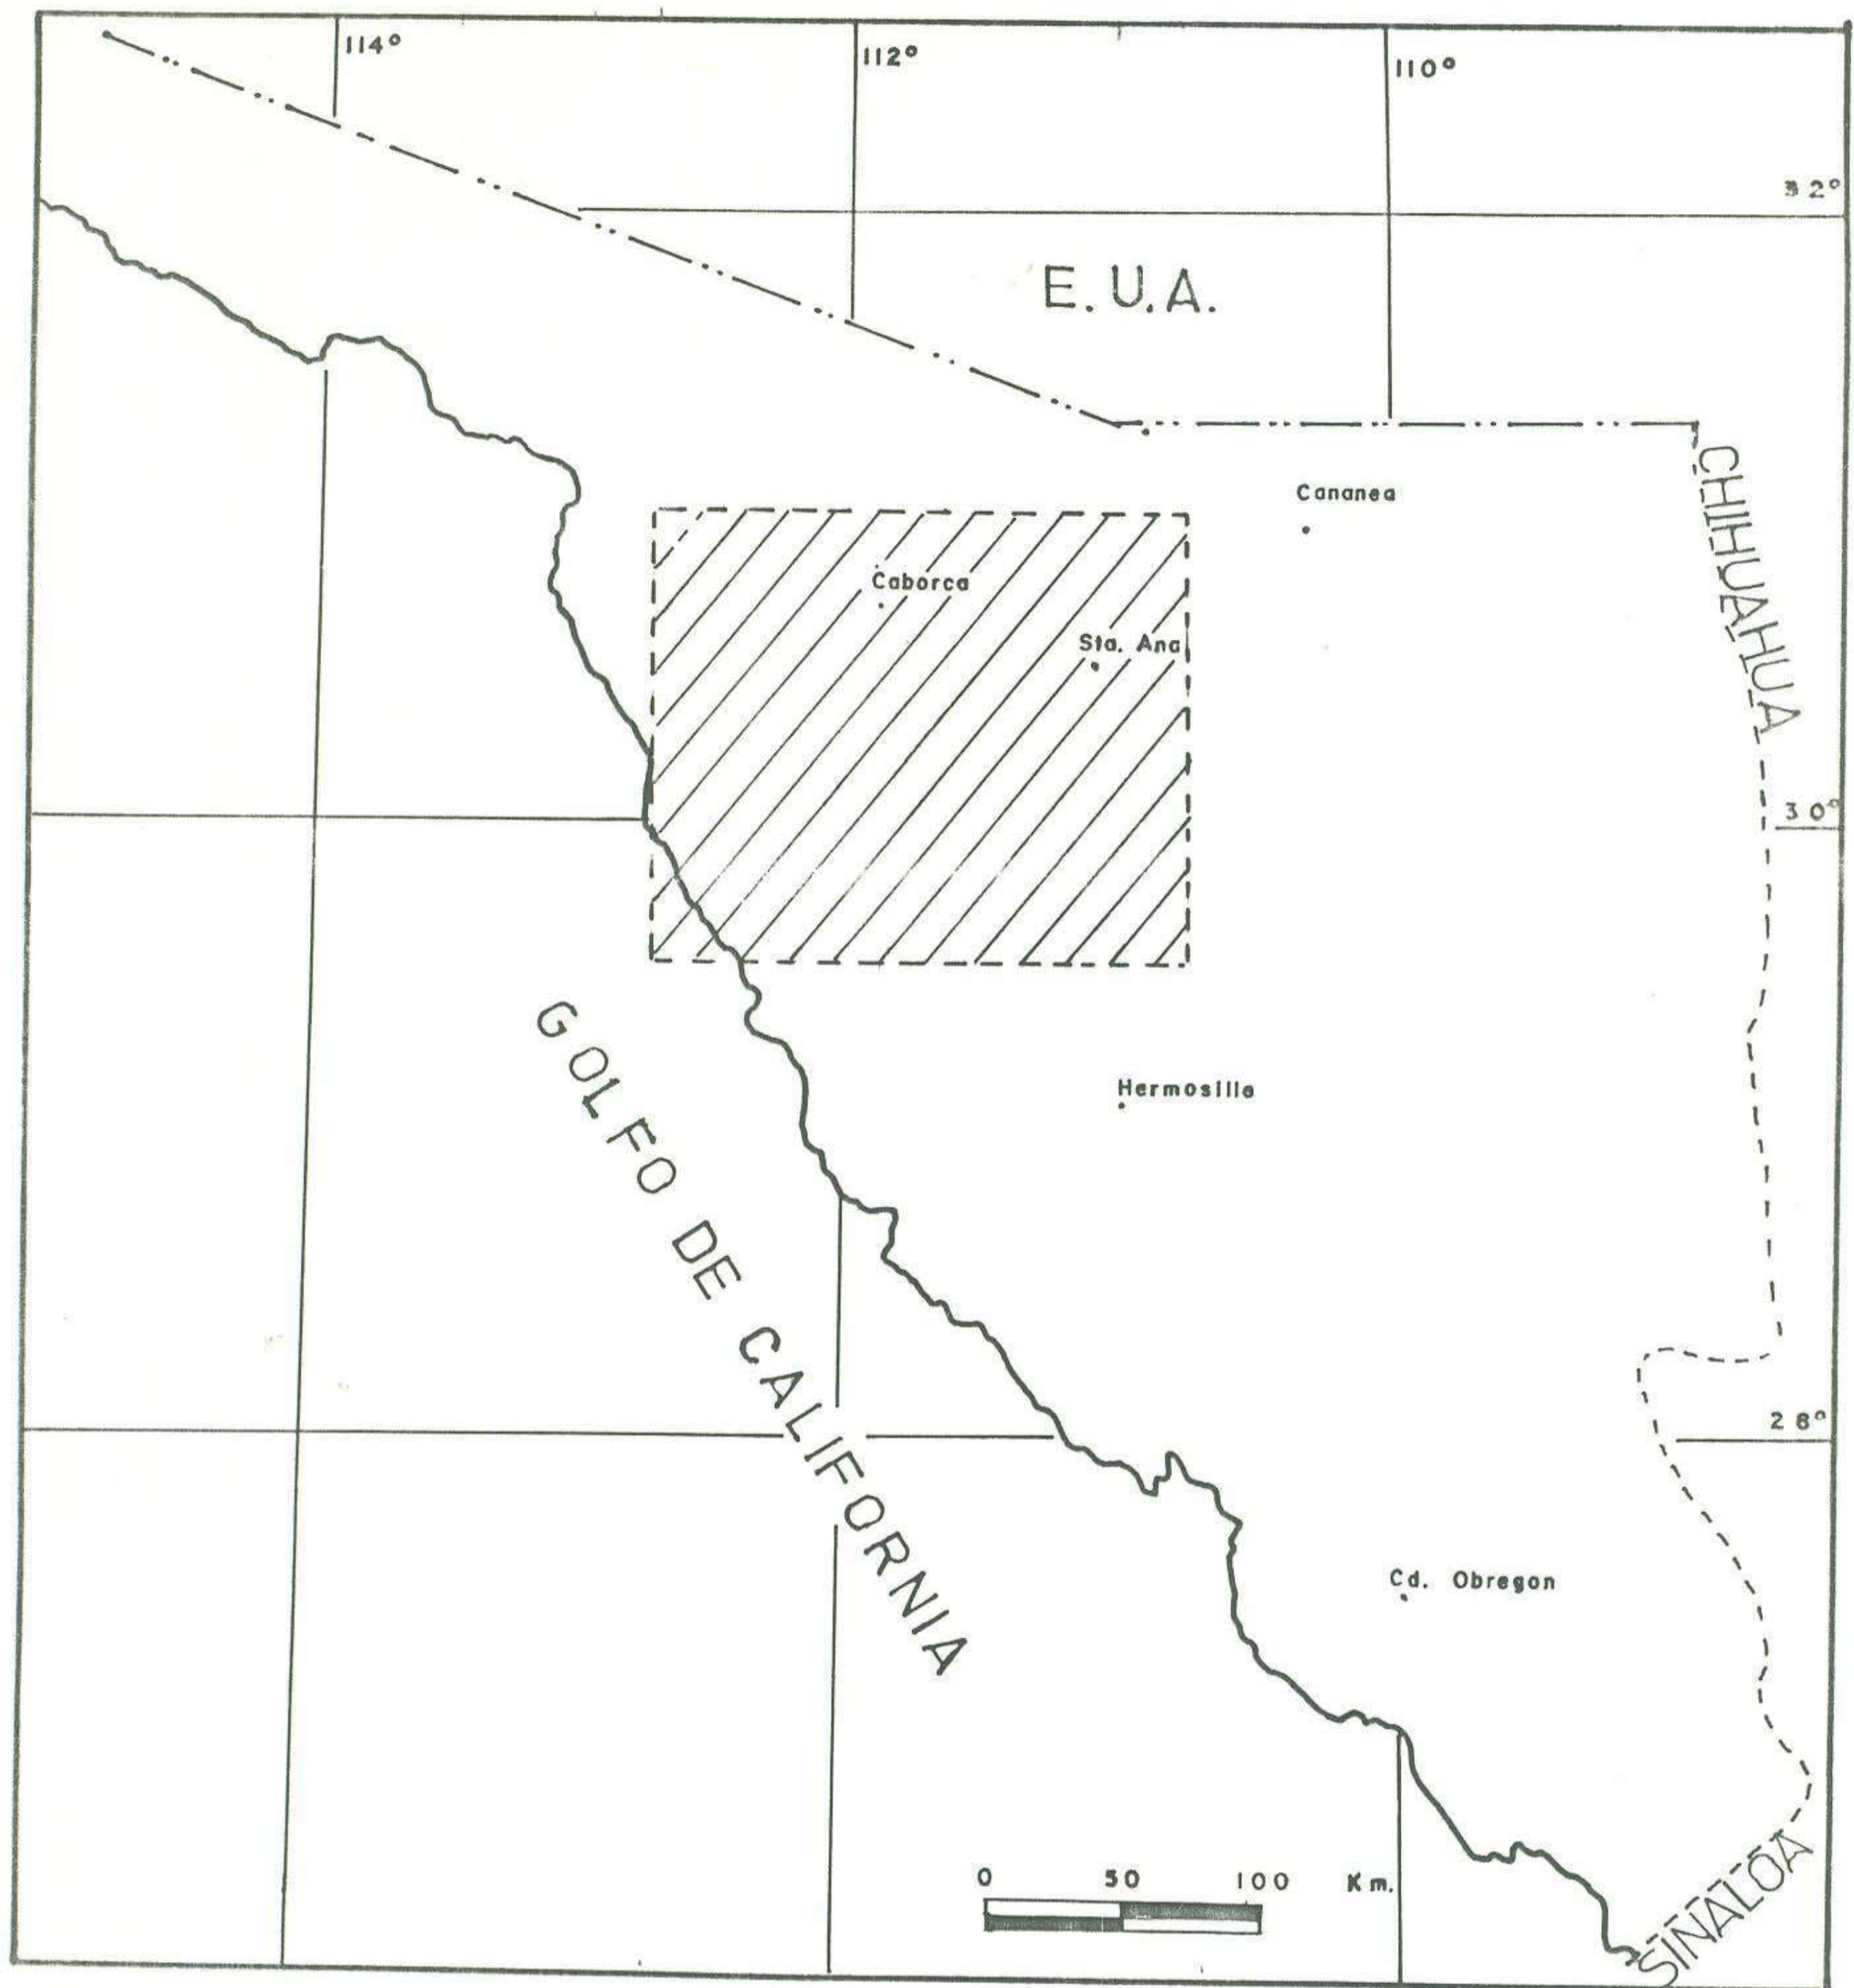 114°
112°
110°
32°
E.U.A.
Cananea
CHIHUAHUA
Caborca
Sta. Ana
30°
GOLFO DE CALIFORNIA
Hermosillo
28°
Cd. Obregon
0 50 100 Km.
SINALOA